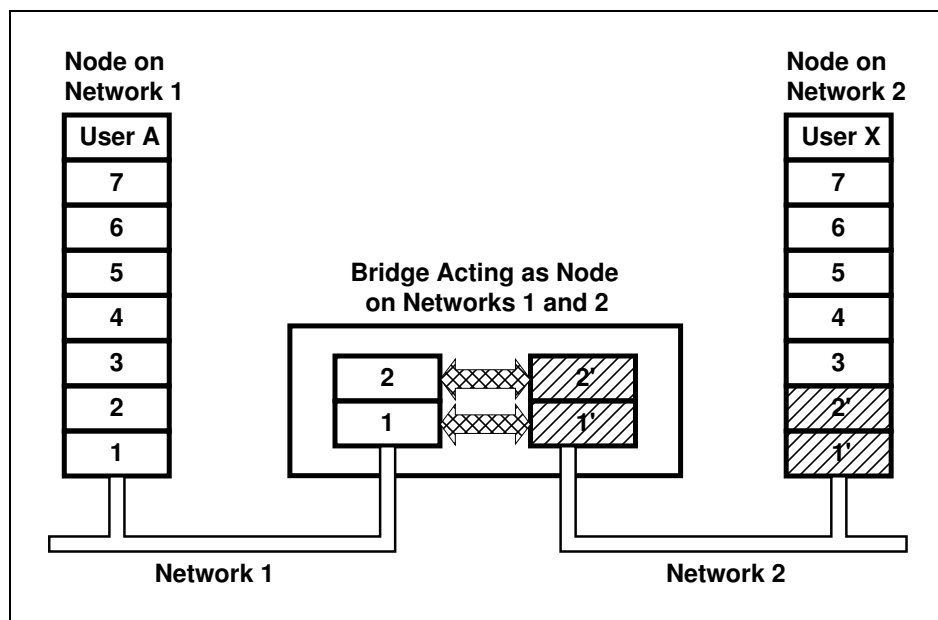 Node on
Network 1
User A
7
6
5
4
3
2
1
Bridge Acting as Node
on Networks 1 and 2
2
2'
1
1'
Node on
Network 2
User X
7
6
5
4
3
2'
1'
Network 1
Network 2